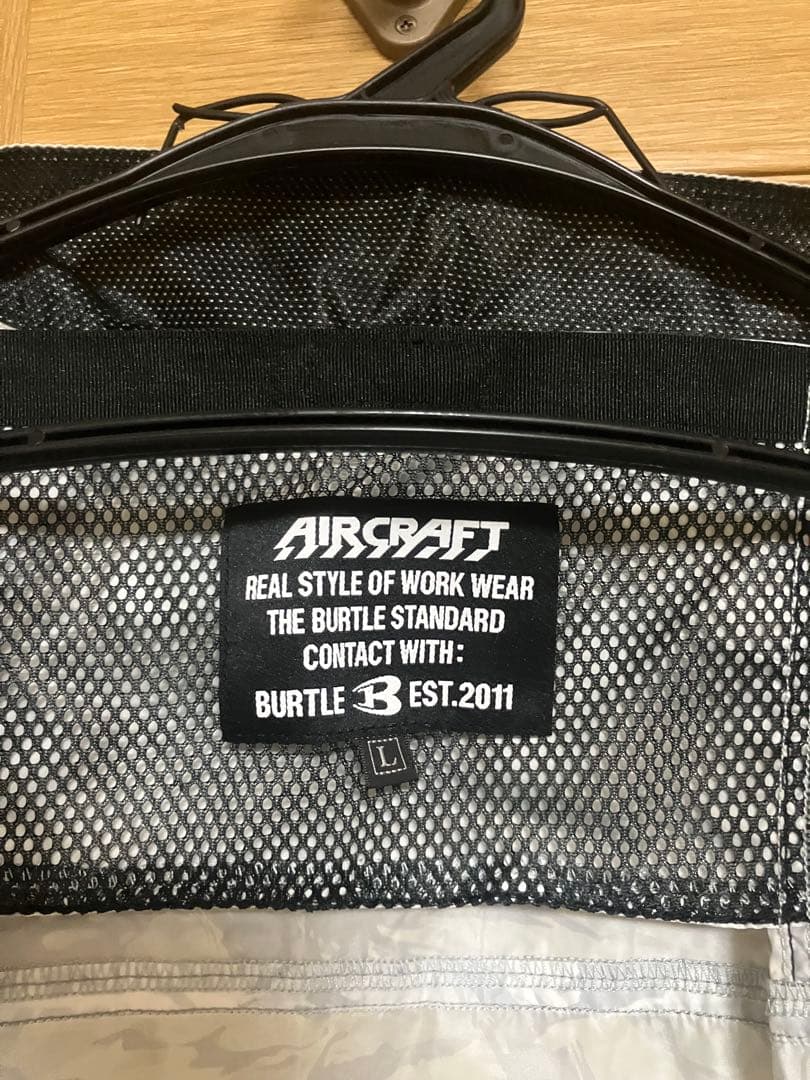 AIRCRAFT
REAL STYLE OF WORK WEAR
THE BURTLE STANDARD
CONTACT WITH:
BURTLE B EST.2011
L